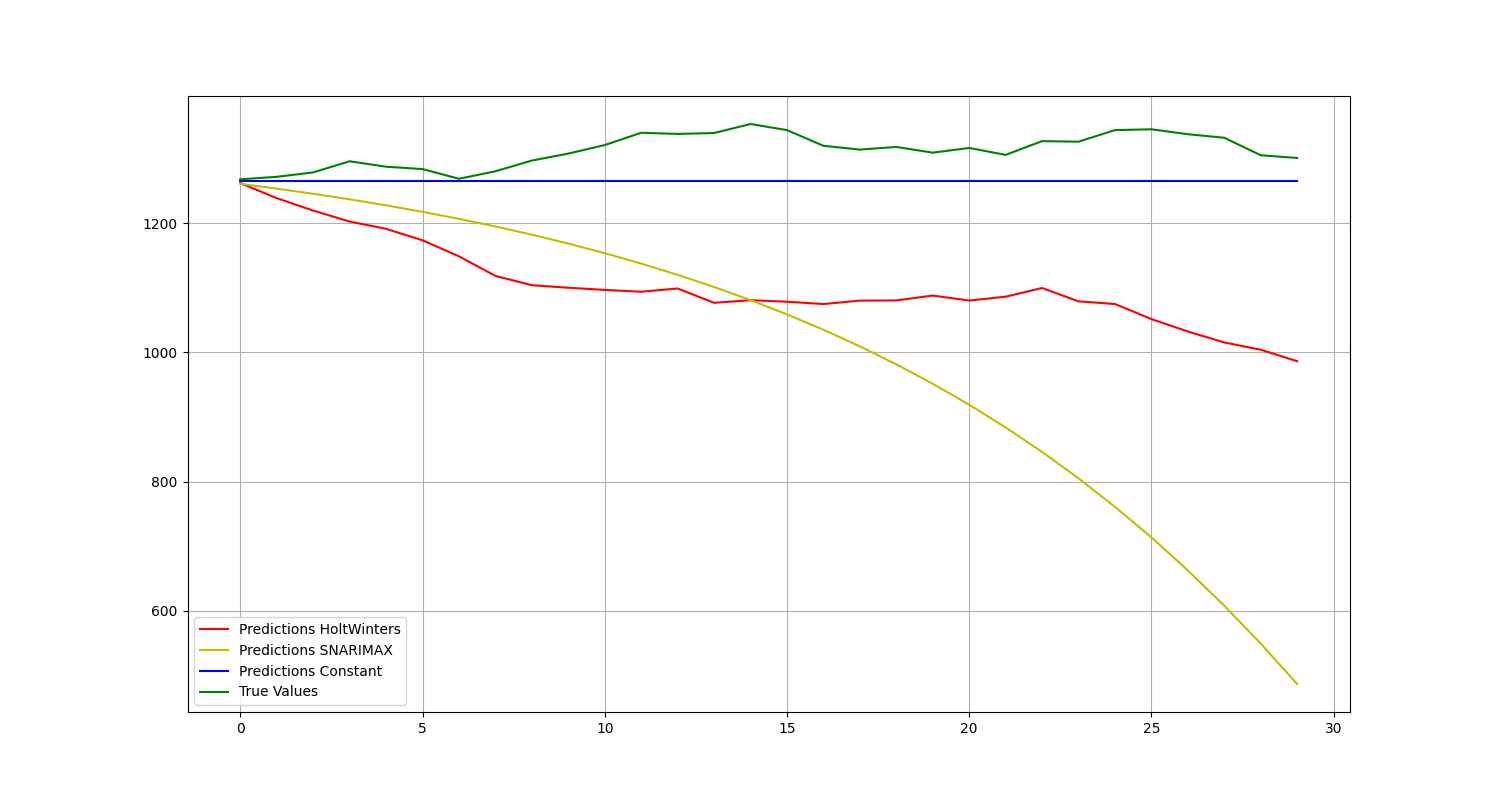 1200
1000
800
600
Predictions HoltWinters
Predictions SNARIMAX
Predictions Constant
True Values
0 5 10 15 20 25 30